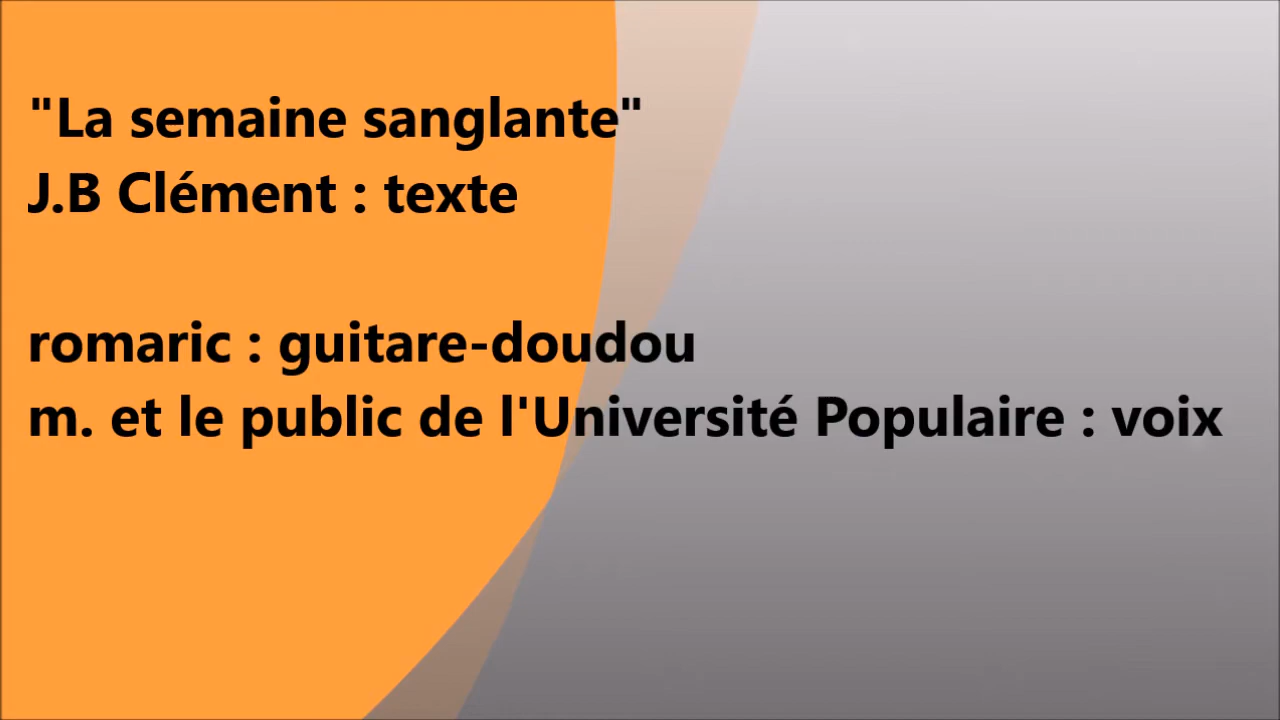 "La semaine sanglante"
J.B Clément : texte
romaric : guitare-doudou
m. et le public de l'Université Populaire : voix